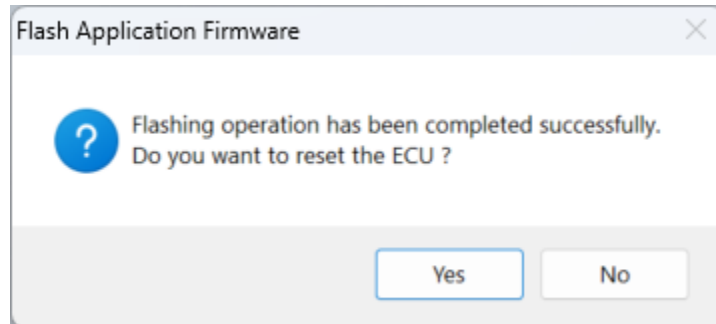 Flash Application Firmware
?
Flashing operation has been completed successfully.
Do you want to reset the ECU ?
Yes
No